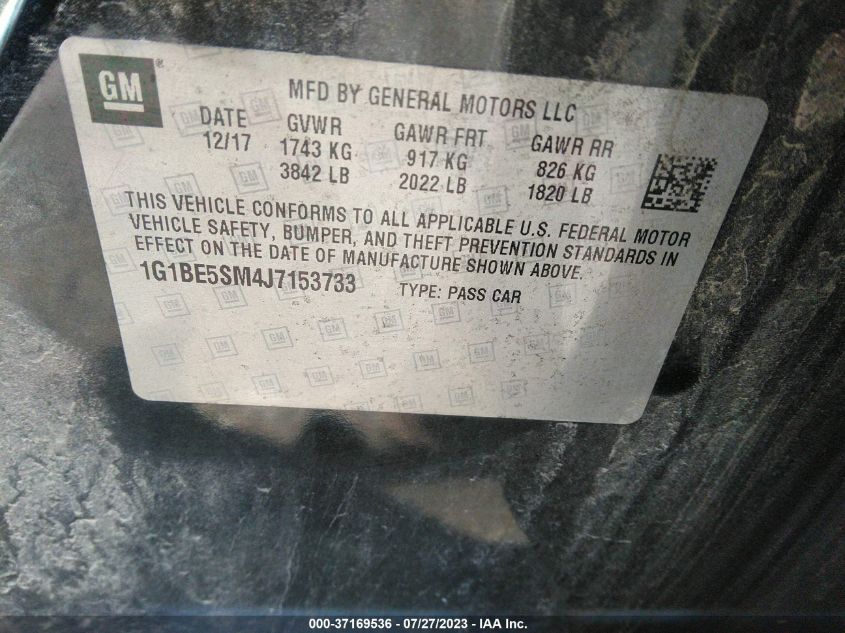 GM
MFD BY GENERAL MOTORS LLC
DATE GVWR GAWR FRT GAWR RR
12/17 1743 KG 917 KG 826 KG
3842 LB 2022 LB 1820 LB
THIS VEHICLE CONFORMS TO ALL APPLICABLE U.S. FEDERAL MOTOR
VEHICLE SAFETY, BUMPER, AND THEFT PREVENTION STANDARDS IN
EFFECT ON THE DATE OF MANUFACTURE SHOWN ABOVE.
1G1BE5SM4J7153733 TYPE: PASS CAR
000-37169536 - 07/27/2023 - IAA Inc.